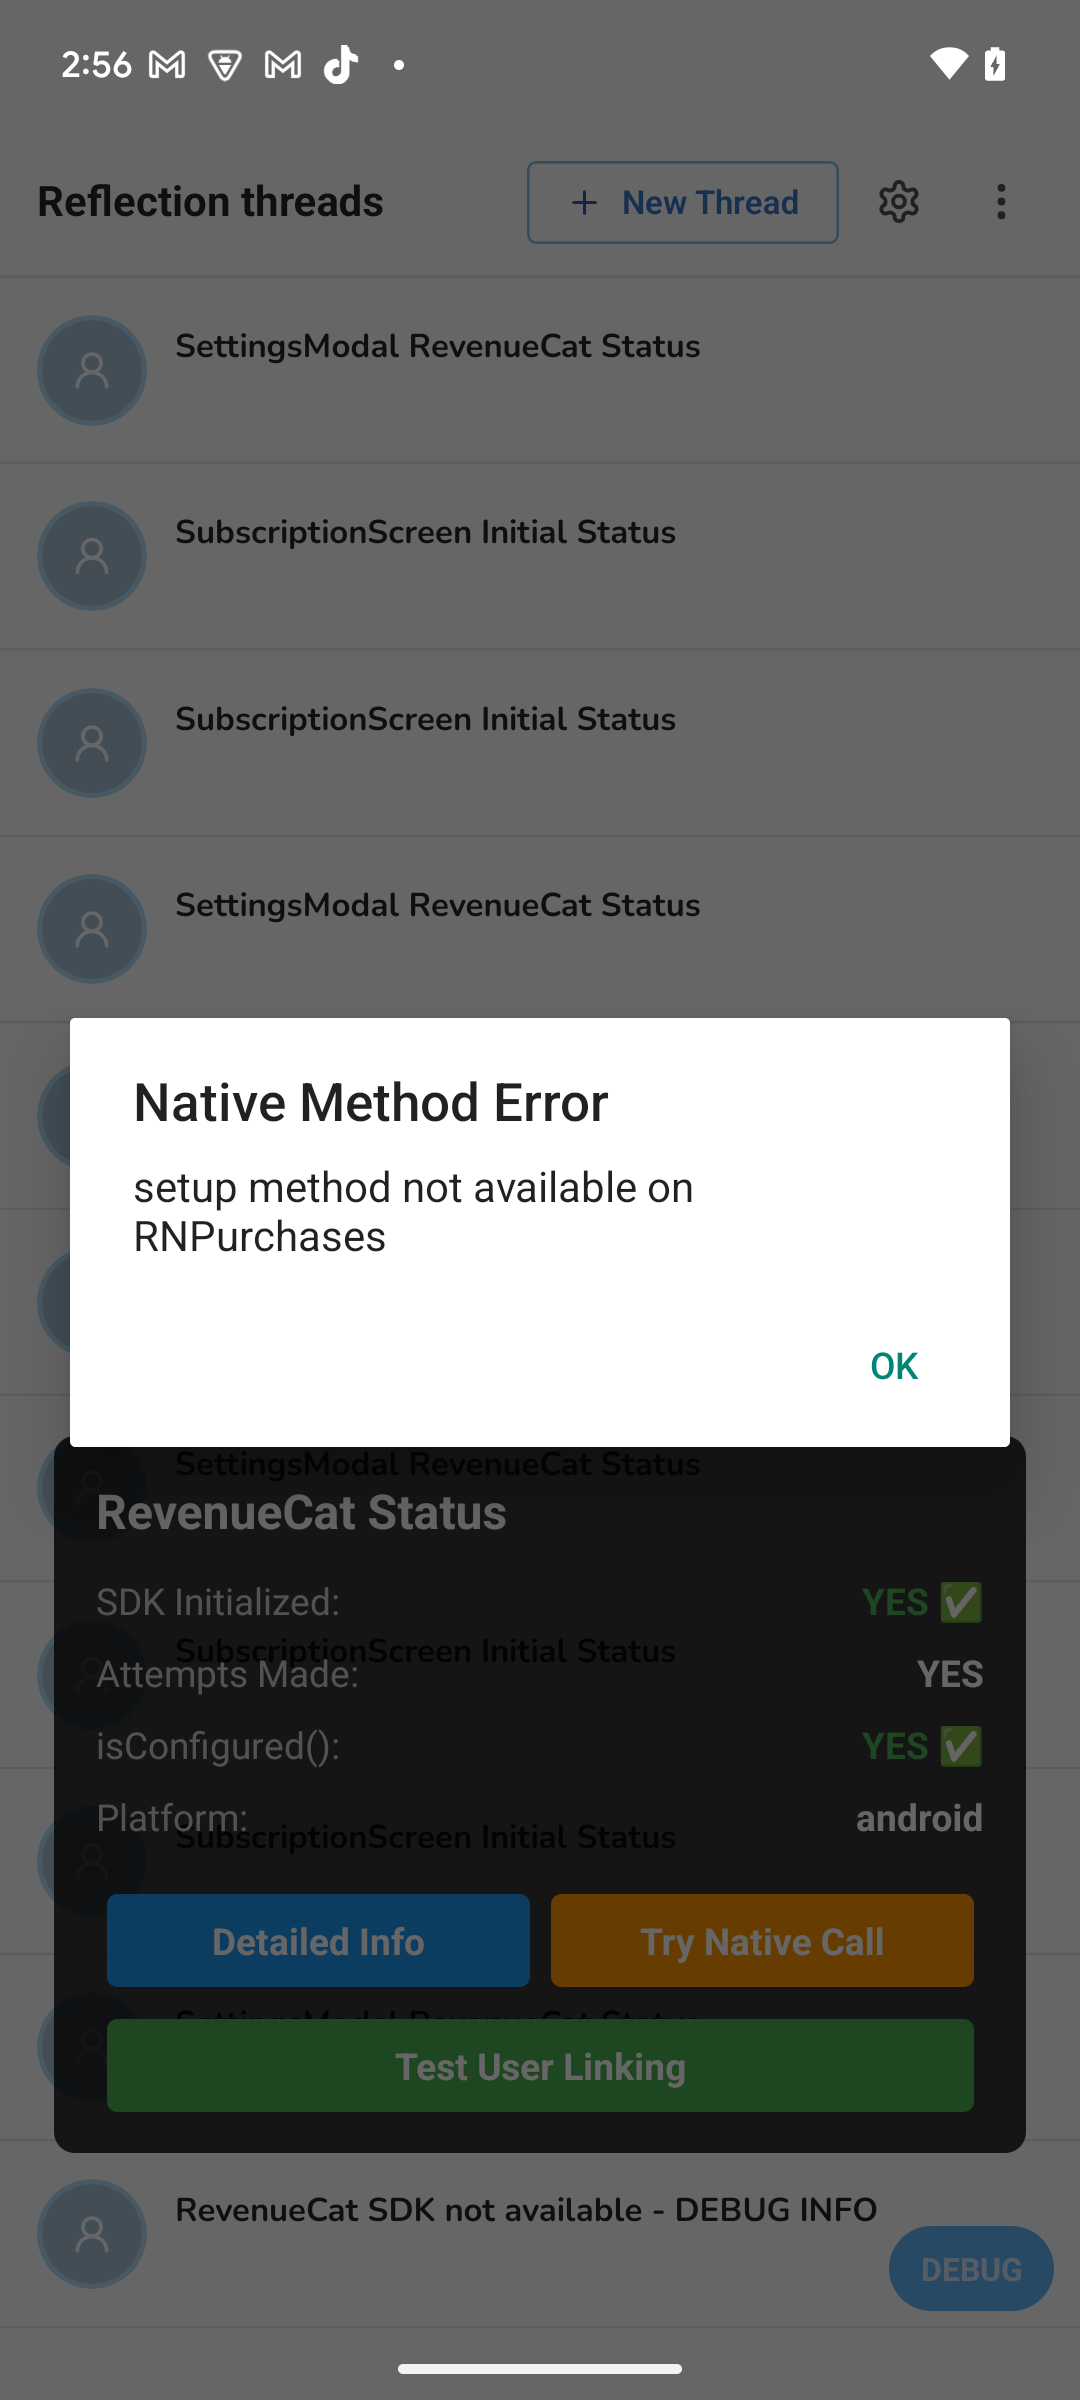 2:56
Reflection threads
+ New Thread
SettingsModal RevenueCat Status
SubscriptionScreen Initial Status
SubscriptionScreen Initial Status
SettingsModal RevenueCat Status
Native Method Error
setup method not available on
RNPurchases
OK
SettingsModal RevenueCat Status
RevenueCat Status
SDK Initialized: YES ✅
SubscriptionScreen Initial Status
Attempts Made: YES
isConfigured(): YES ✅
Platform: android
SubscriptionScreen Initial Status
Detailed Info
Try Native Call
SettingsModal RevenueCat Status
Test User Linking
RevenueCat SDK not available - DEBUG INFO
DEBUG